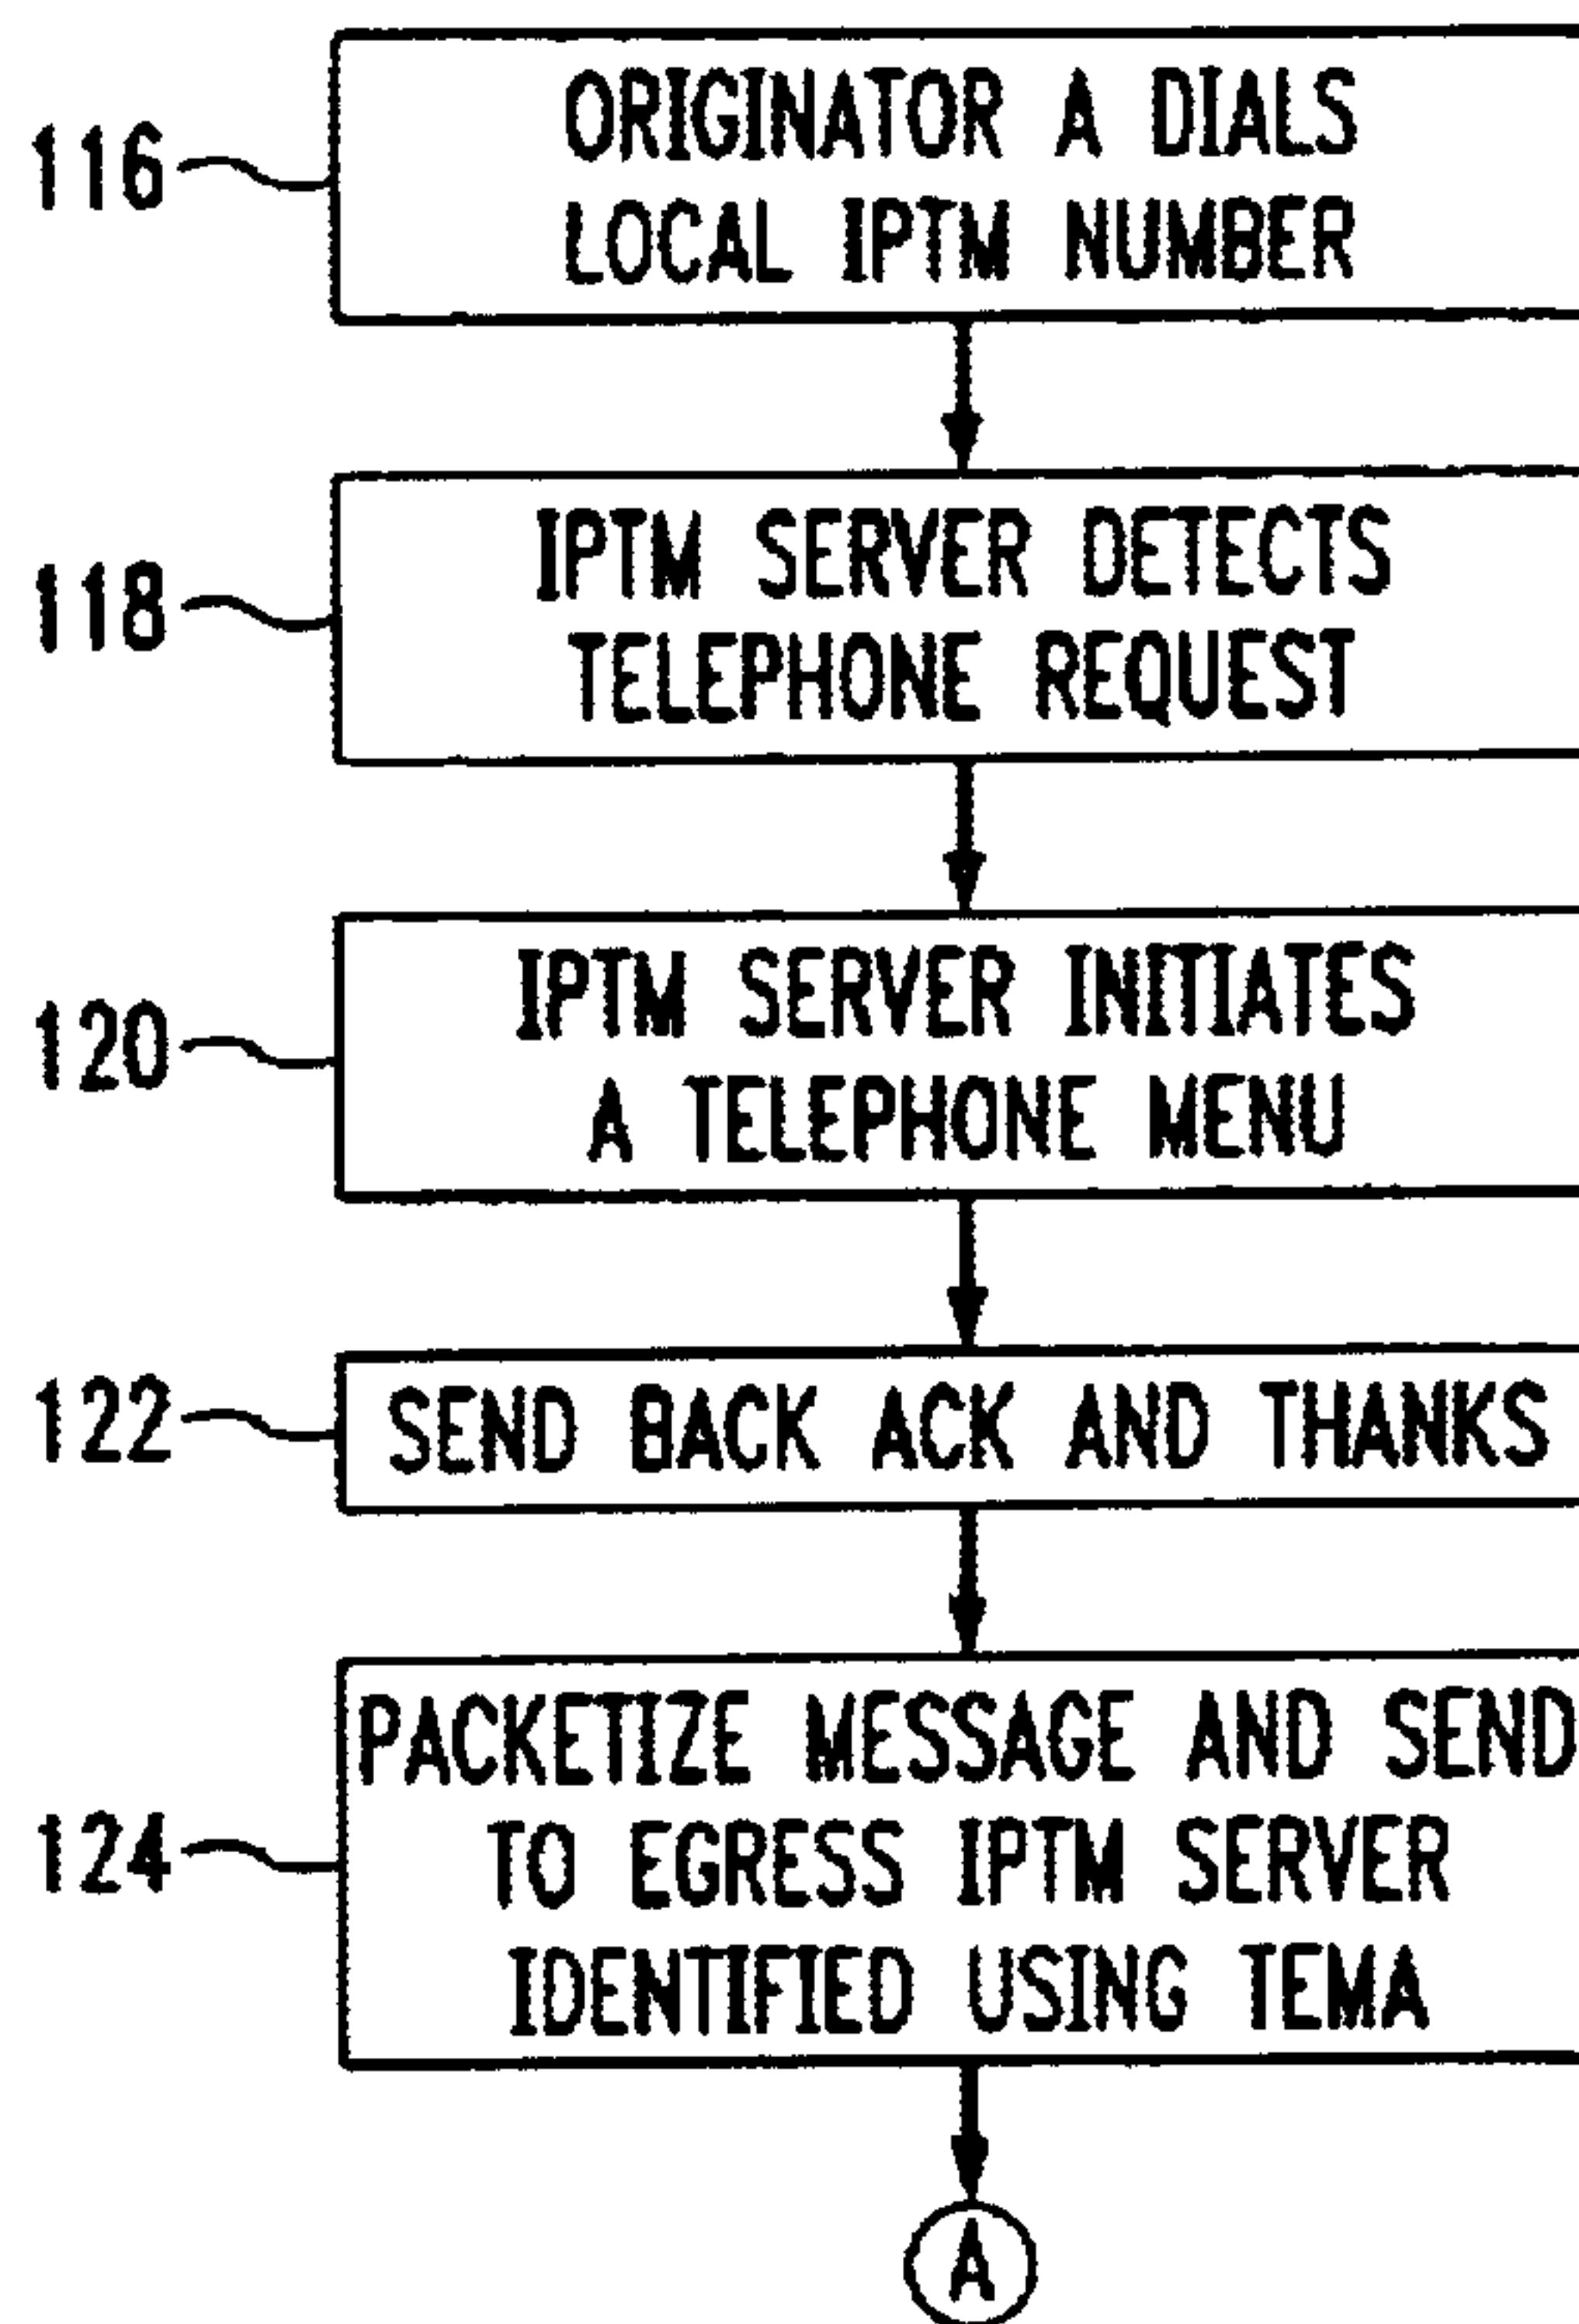 116
ORIGINATOR A DIALS
LOCAL IPTM NUMBER
118
IPTM SERVER DETECTS
TELEPHONE REQUEST
120
IPTM SERVER INITIATES
A TELEPHONE MENU
122
SEND BACK ACK AND THANKS
124
PACKETIZE MESSAGE AND SEND
TO EGRESS IPTM SERVER
IDENTIFIED USING TEMA
A